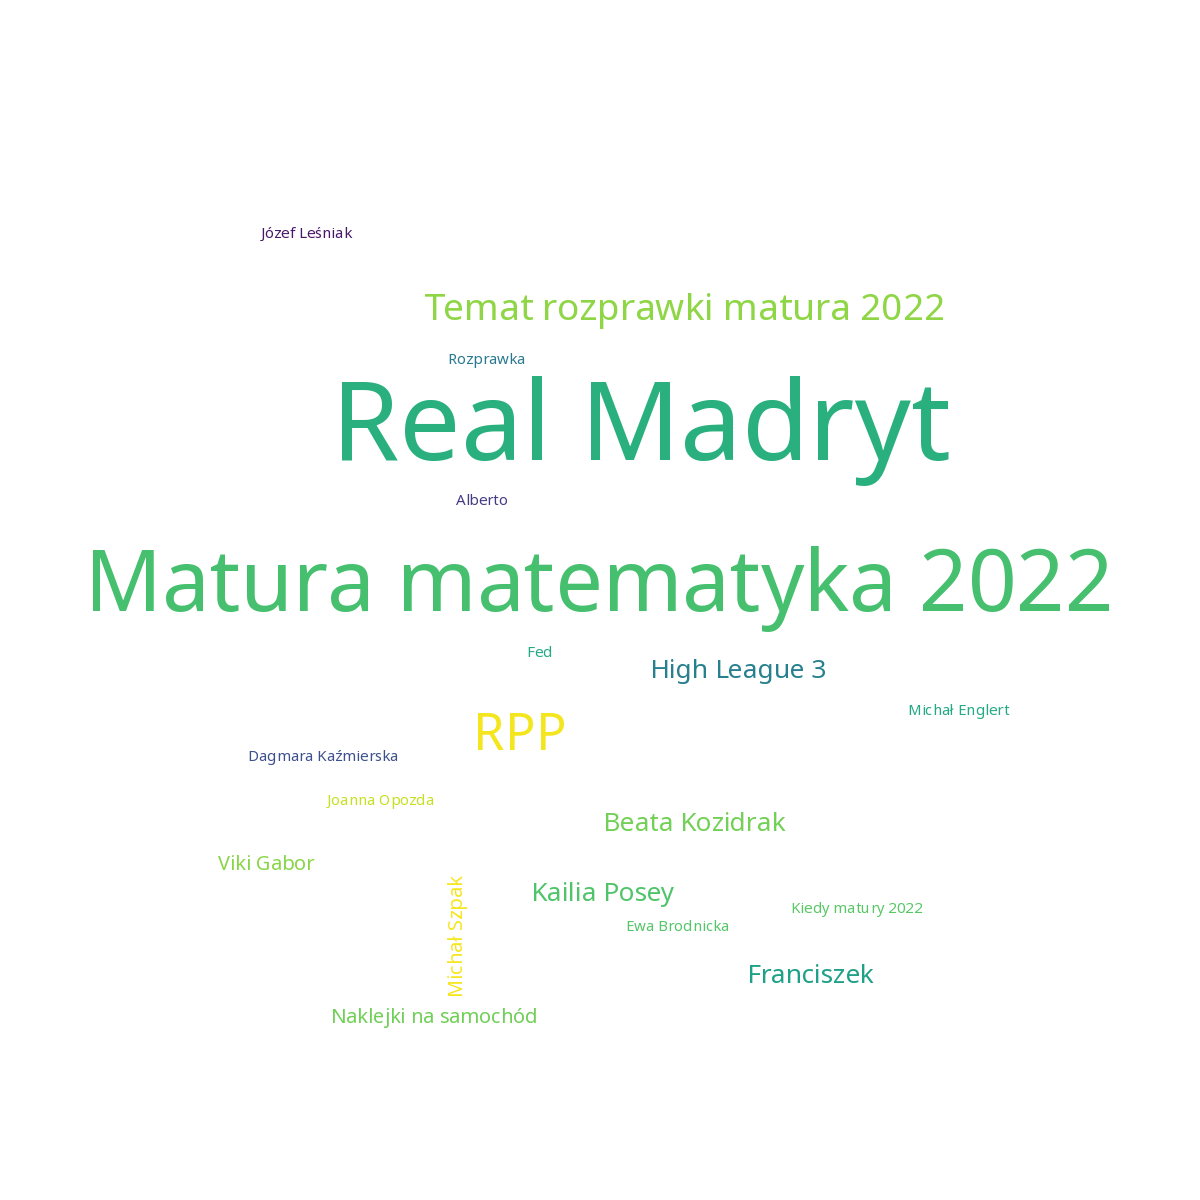 Józef Leśniak
Temat rozprawki matura 2022
Rozprawka
Real Madryt
Alberto
Matura matematyka 2022
Fed
High League 3
Michał Englert
RPP
Dagmara Kaźmierska
Joanna Opozda
Beata Kozidrak
Viki Gabor
Kailia Posey
Kiedy matury 2022
Ewa Brodnicka
Michał Szpak
Franciszek
Naklejki na samochód